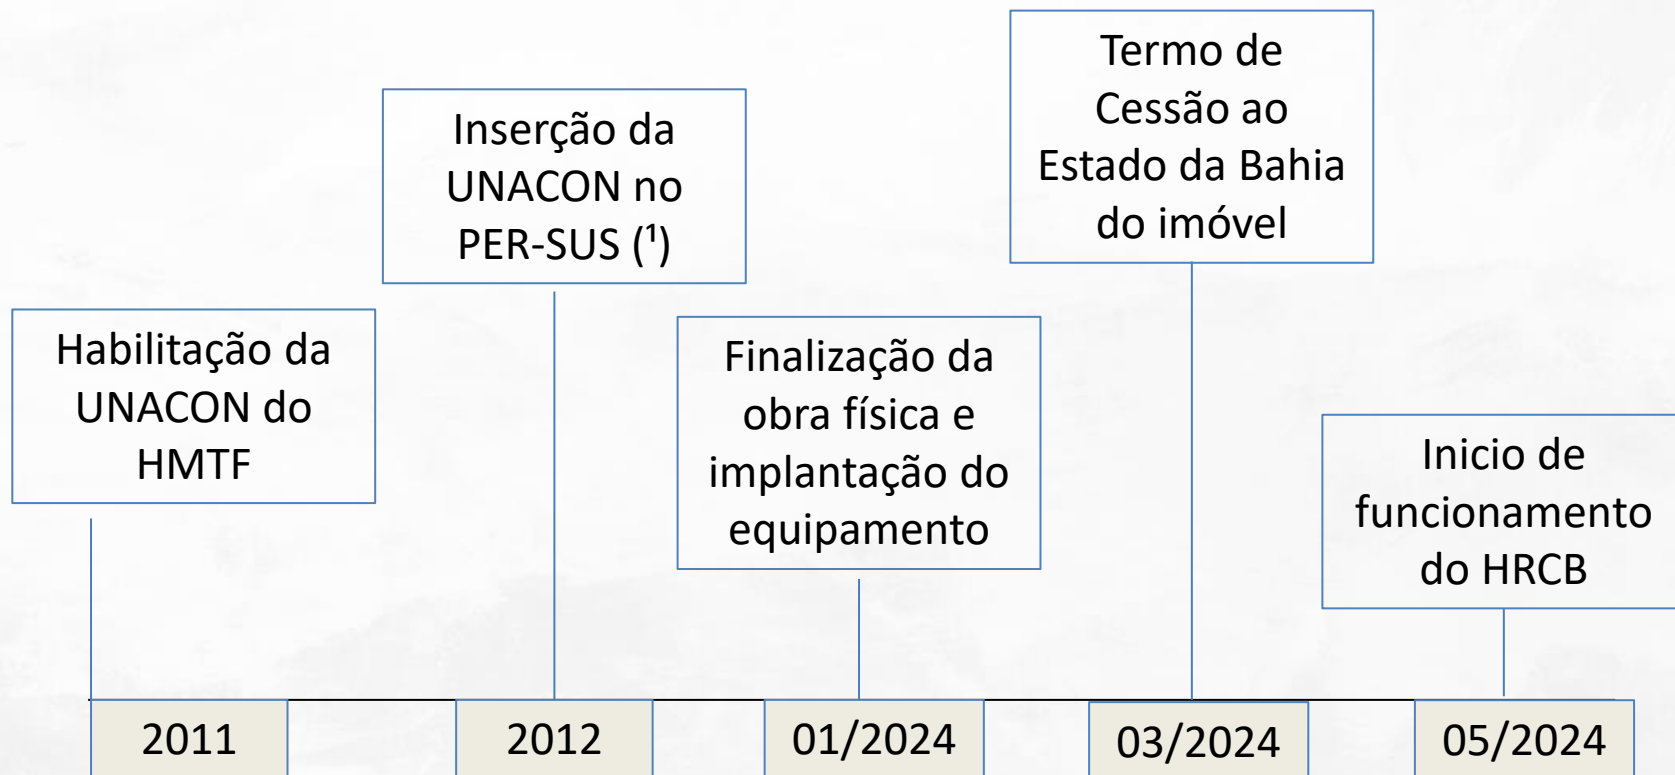 Habilitação da
UNACON do
HMTF
Inserção da
UNACON no
PER-SUS (¹)
Finalização da
obra física e
implantação do
equipamento
Termo de
Cessão ao
Estado da Bahia
do imóvel
Inicio de
funcionamento
do HRCB
2011
2012
01/2024
03/2024
05/2024